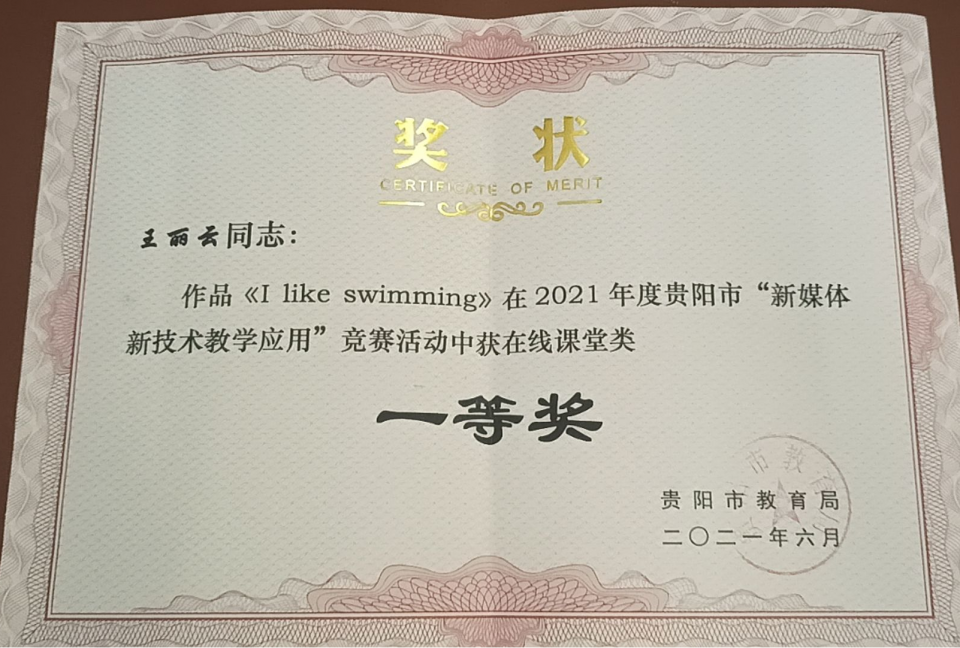 奖 状
CERTIFICATE OF MERIT
王丽云同志：
作品《I like swimming》在2021年度贵阳市“新媒体
新技术教学应用”竞赛活动中获在线课堂类
一等奖
贵阳市教育局
二〇二一年六月